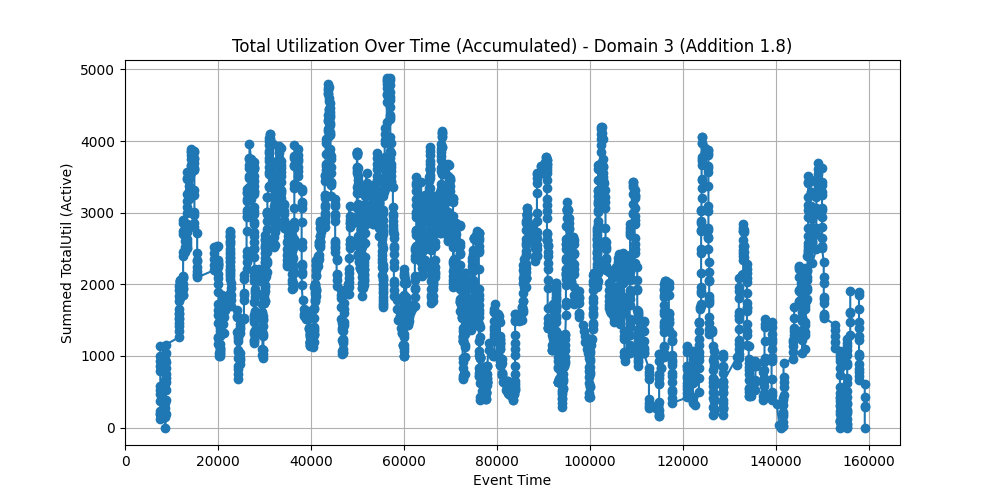 Total Utilization Over Time (Accumulated) - Domain 3 (Addition 1.8)
Summed TotalUtil (Active)
5000
4000
3000
2000
1000
0
0 20000 40000 60000 80000 100000 120000 140000 160000
Event Time